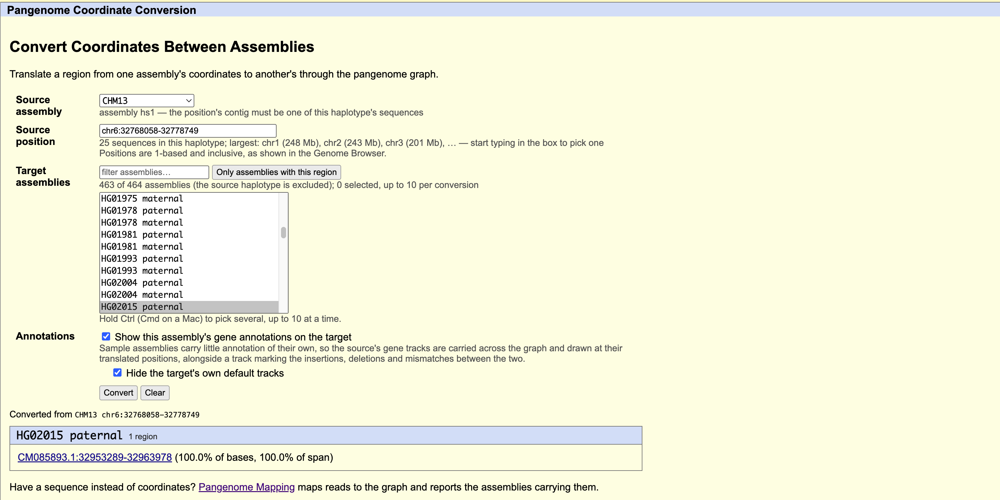 Pangenome Coordinate Conversion
Convert Coordinates Between Assemblies
Translate a region from one assembly's coordinates to another's through the pangenome graph.
Source assembly
CHM13
assembly hs1 — the position's contig must be one of this haplotype's sequences
Source position
chr6:32768058-32778749
25 sequences in this haplotype; largest: chr1 (248 Mb), chr2 (243 Mb), chr3 (201 Mb), … — start typing in the box to pick one
Positions are 1-based and inclusive, as shown in the Genome Browser.
Target assemblies
filter assemblies…
Only assemblies with this region
463 of 464 assemblies (the source haplotype is excluded); 0 selected, up to 10 per conversion
HG01975 maternal
HG01978 paternal
HG01978 maternal
HG01981 paternal
HG01981 maternal
HG01993 paternal
HG01993 maternal
HG02004 paternal
HG02004 maternal
HG02015 paternal
Hold Ctrl (Cmd on a Mac) to pick several, up to 10 at a time.
Annotations
Show this assembly's gene annotations on the target
Sample assemblies carry little annotation of their own, so the source's gene tracks are carried across the graph and drawn at their
translated positions, alongside a track marking the insertions, deletions and mismatches between the two.
Hide the target's own default tracks
Convert Clear
Converted from CHM13 chr6:32768058-32778749
HG02015 paternal 1 region
CM085893.1:32953289-32963978 (100.0% of bases, 100.0% of span)
Have a sequence instead of coordinates? Pangenome Mapping maps reads to the graph and reports the assemblies carrying them.